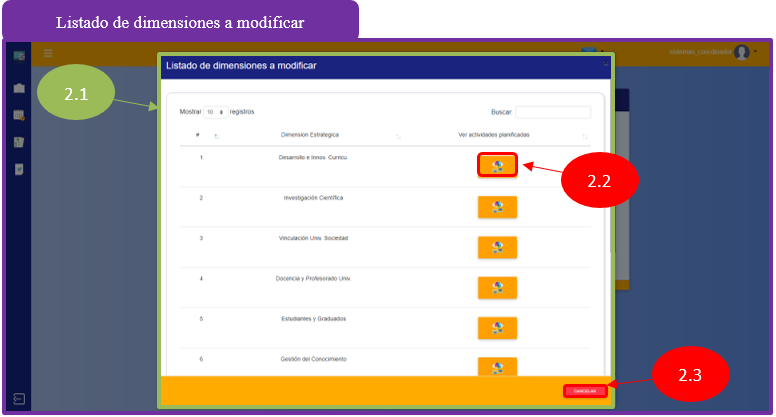 Listado de dimensiones a modificar
sistemas_coordinador
Listado de dimensiones a modificar
2.1
Mostrar 10 registros Buscar:
# Dimensión Estratégica Ver actividades planificadas
1 Desarrollo e Innov. Curricu.
2.2
2 Investigación Científica
3 Vinculación Univ. Sociedad
4 Docencia y Profesorado Univ.
5 Estudiantes y Graduados
6 Gestión del Conocimiento
2.3
CANCELAR